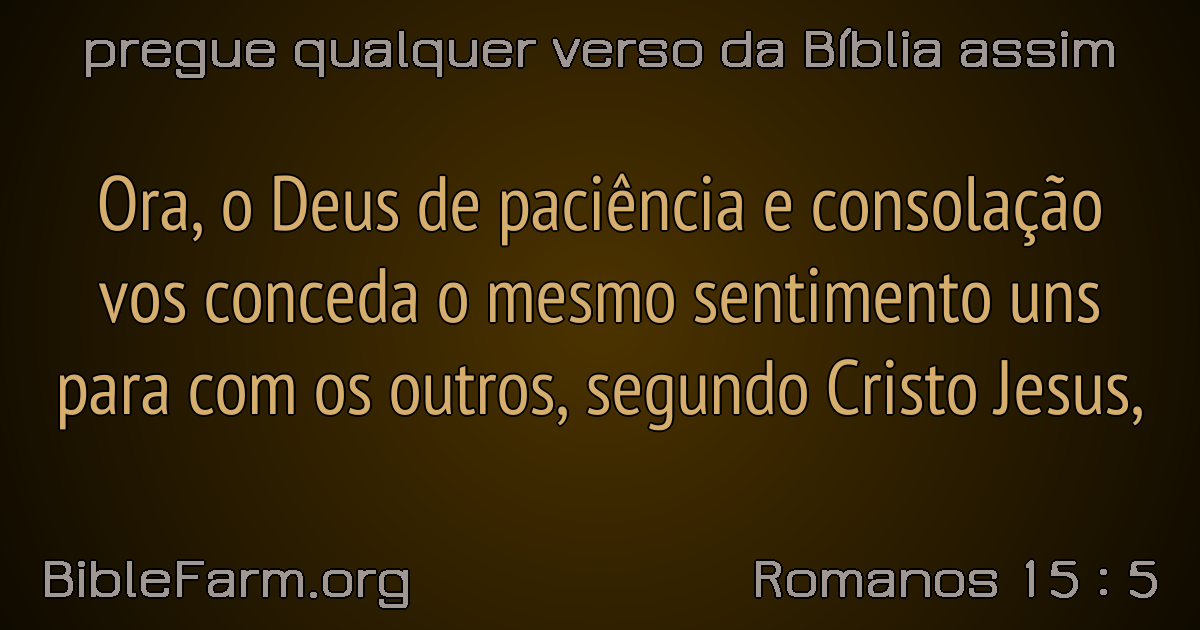 pregue qualquer verso da Bíblia assim
Ora, o Deus de paciência e consolação
vos conceda o mesmo sentimento uns
para com os outros, segundo Cristo Jesus,
BibleFarm.org
Romanos 15 : 5